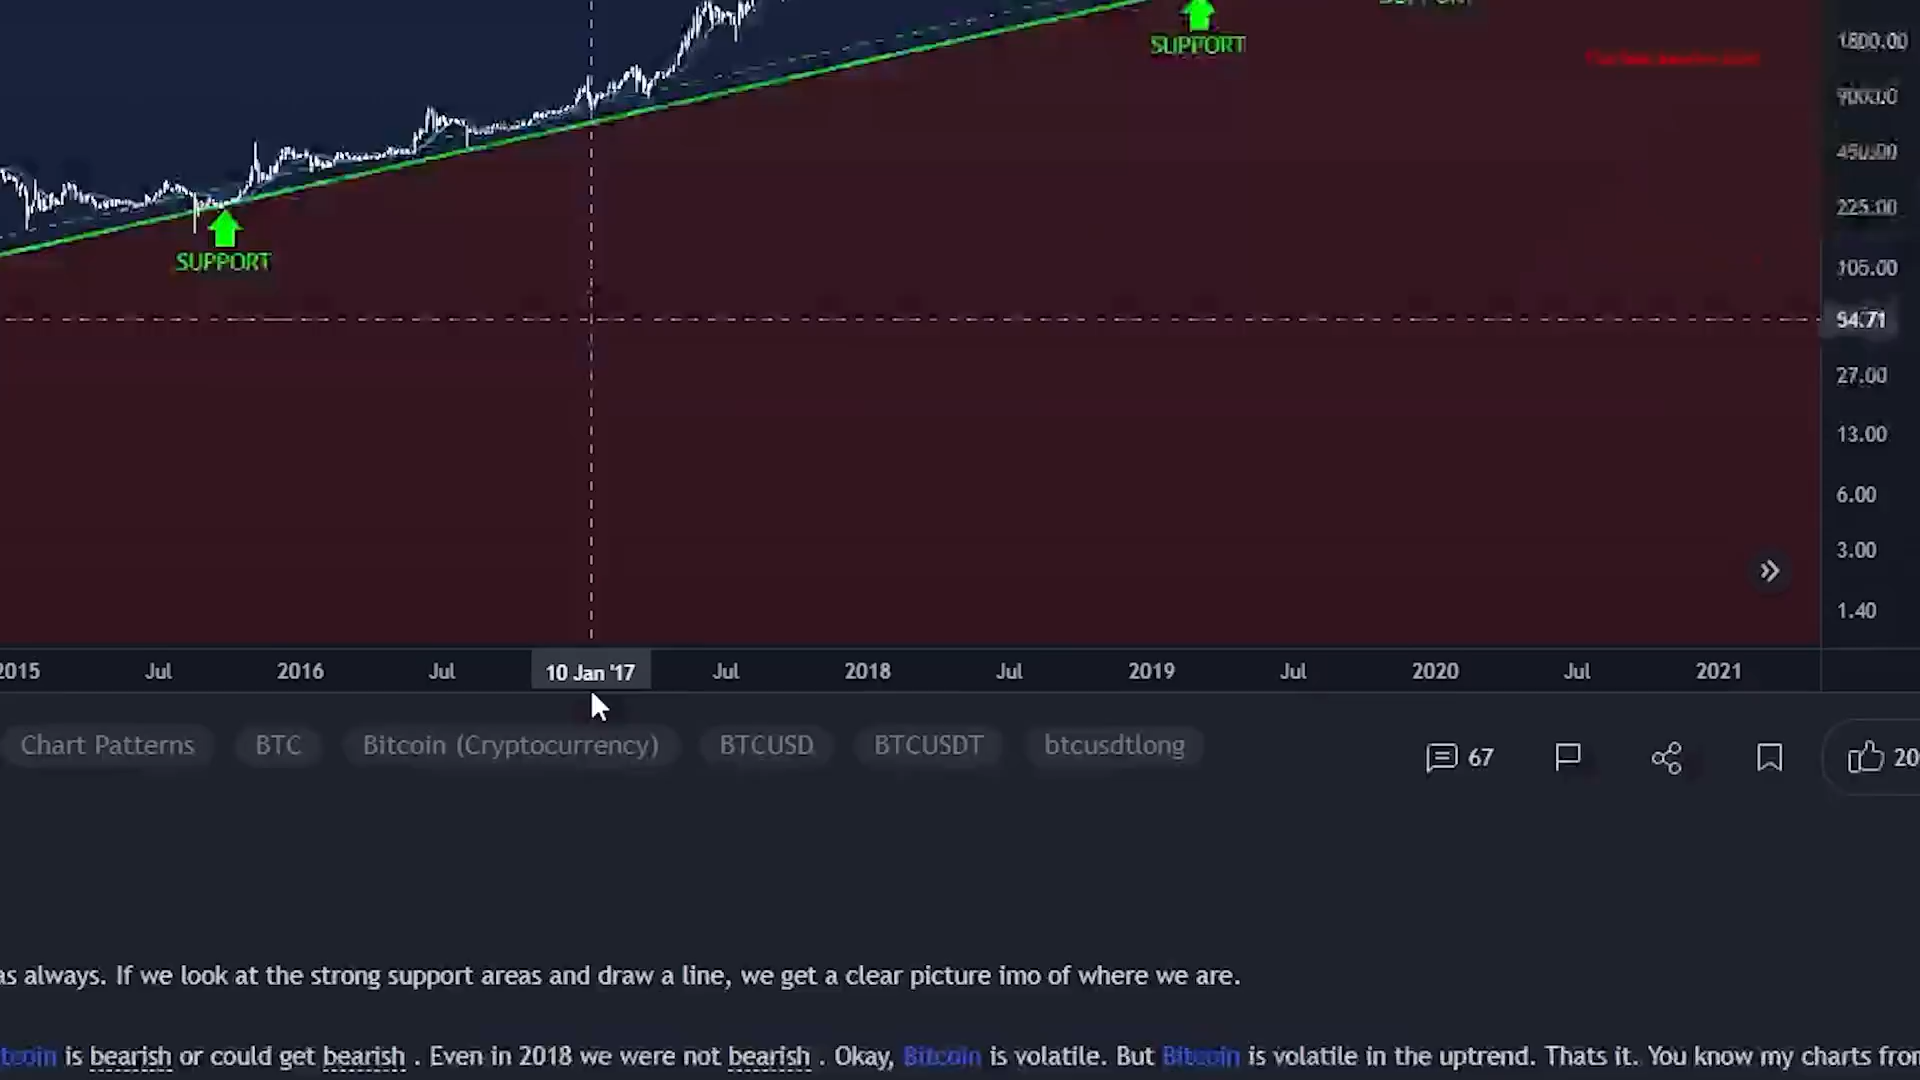 1800.00
SUPPORT
900.00
450.00
225.00
SUPPORT
105.00
54.71
27.00
13.00
6.00
3.00
1.40
2015 Jul 2016 Jul 10 Jan '17 Jul 2018 Jul 2019 Jul 2020 Jul 2021
Chart Patterns BTC Bitcoin (Cryptocurrency) BTCUSD BTCUSDT btcusdtlong 67 20
as always. If we look at the strong support areas and draw a line, we get a clear picture imo of where we are.
tcoin is bearish or could get bearish . Even in 2018 we were not bearish . Okay, Bitcoin is volatile. But Bitcoin is volatile in the uptrend. Thats it. You know my charts from